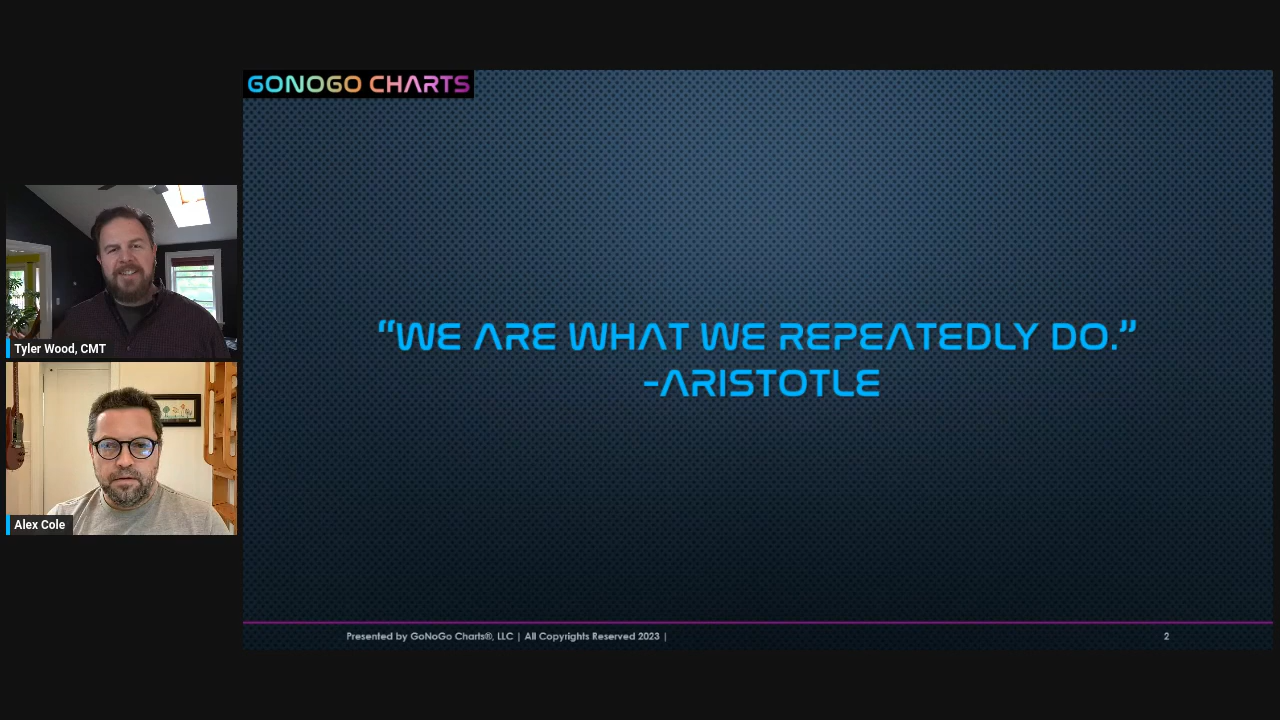 GONOGO CHARTS
Tyler Wood, CMT
Alex Cole
“WE ARE WHAT WE REPEATEDLY DO.”
-ARISTOTLE
Presented by GoNoGo Charts®, LLC | All Copyrights Reserved 2023 |
2